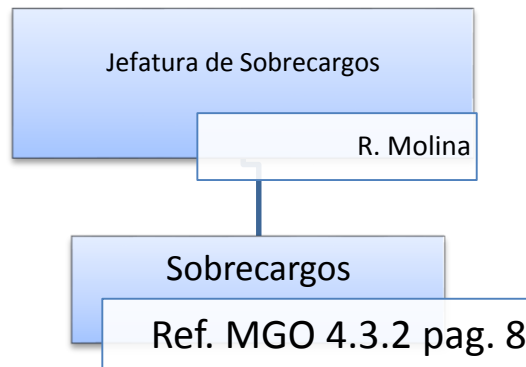 Jefatura de Sobrecargos
R. Molina
Sobrecargos
Ref. MGO 4.3.2 pag. 8